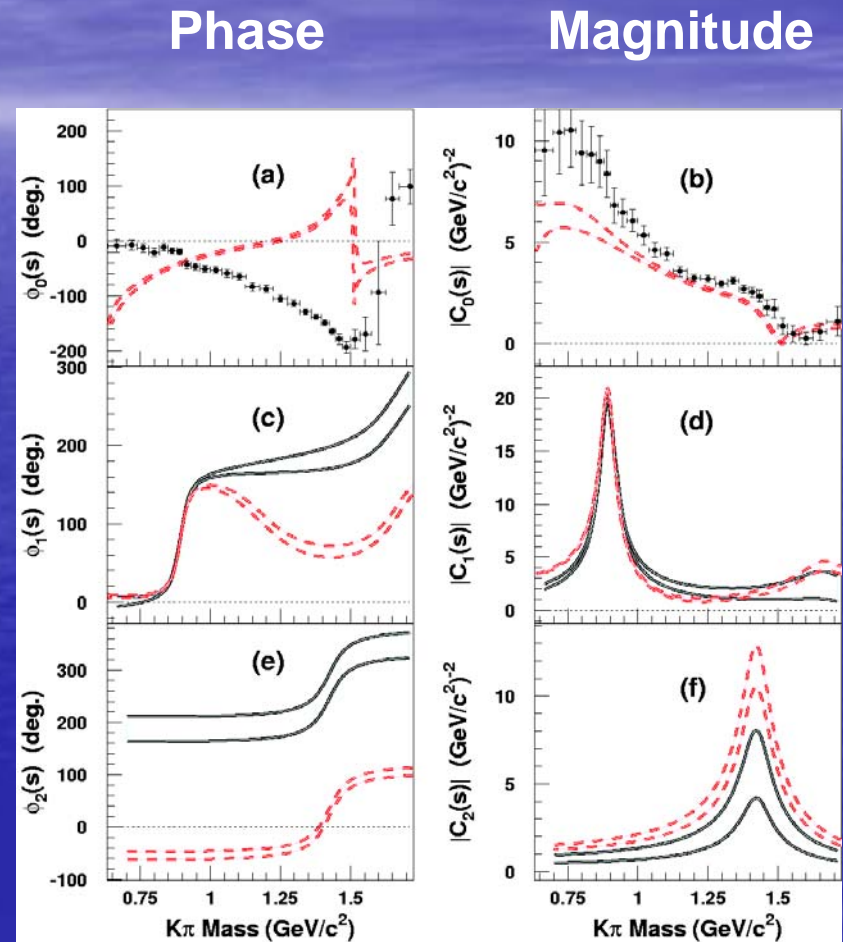 Phase Magnitude
(a)
200
100
0
-100
-200
ϕ0(s) (deg.)
(b)
10
5
0
|C0(s)| (GeV/c²)-2
(c)
300
200
100
0
ϕ1(s) (deg.)
(d)
20
15
10
5
0
|C1(s)| (GeV/c²)-2
(e)
300
200
100
0
-100
ϕ2(s) (deg.)
0.75 1 1.25 1.5
Kπ Mass (GeV/c²)
(f)
10
5
0
|C2(s)| (GeV/c²)-2
0.75 1 1.25 1.5
Kπ Mass (GeV/c²)